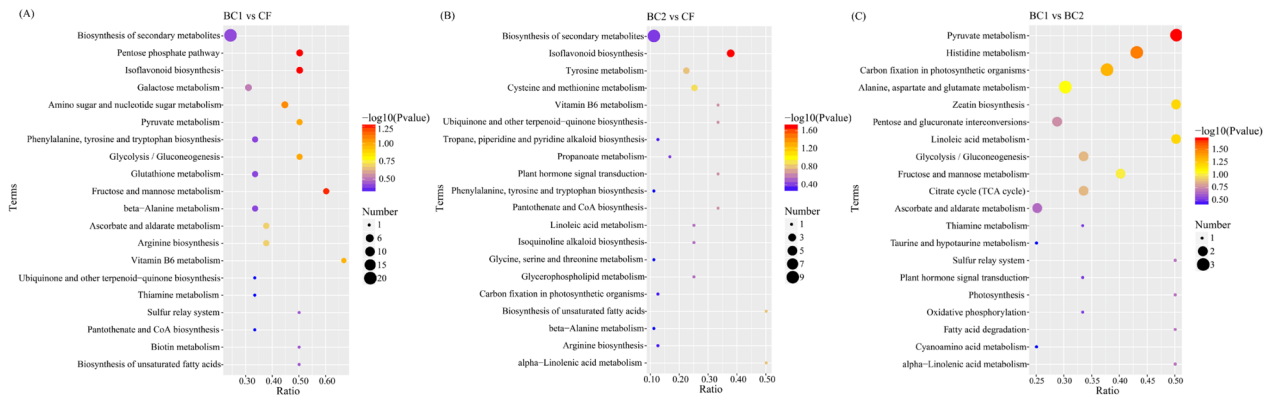 (A)
BC1 vs CF
Biosynthesis of secondary metabolites
Pentose phosphate pathway
Isoflavonoid biosynthesis
Galactose metabolism
Amino sugar and nucleotide sugar metabolism
Pyruvate metabolism
Phenylalanine, tyrosine and tryptophan biosynthesis
Glycolysis / Gluconeogenesis
Glutathione metabolism
Fructose and mannose metabolism
beta−Alanine metabolism
Ascorbate and aldarate metabolism
Arginine biosynthesis
Vitamin B6 metabolism
Ubiquinone and other terpenoid−quinone biosynthesis
Thiamine metabolism
Sulfur relay system
Pantothenate and CoA biosynthesis
Biotin metabolism
Biosynthesis of unsaturated fatty acids
Terms
0.30 0.40 0.50 0.60
Ratio
−log10(Pvalue)
1.25
1.00
0.75
0.50
Number
1
6
10
15
20
(B)
BC2 vs CF
Biosynthesis of secondary metabolites
Isoflavonoid biosynthesis
Tyrosine metabolism
Cysteine and methionine metabolism
Vitamin B6 metabolism
Ubiquinone and other terpenoid−quinone biosynthesis
Tropane, piperidine and pyridine alkaloid biosynthesis
Propanoate metabolism
Plant hormone signal transduction
Phenylalanine, tyrosine and tryptophan biosynthesis
Pantothenate and CoA biosynthesis
Linoleic acid metabolism
Isoquinoline alkaloid biosynthesis
Glycine, serine and threonine metabolism
Glycerophospholipid metabolism
Carbon fixation in photosynthetic organisms
Biosynthesis of unsaturated fatty acids
beta−Alanine metabolism
Arginine biosynthesis
alpha−Linolenic acid metabolism
Terms
0.10 0.20 0.30 0.40 0.50
Ratio
−log10(Pvalue)
1.60
1.20
0.80
0.40
Number
1
3
5
7
9
(C)
BC1 vs BC2
Pyruvate metabolism
Histidine metabolism
Carbon fixation in photosynthetic organisms
Alanine, aspartate and glutamate metabolism
Zeatin biosynthesis
Pentose and glucuronate interconversions
Linoleic acid metabolism
Glycolysis / Gluconeogenesis
Fructose and mannose metabolism
Citrate cycle (TCA cycle)
Ascorbate and aldarate metabolism
Thiamine metabolism
Taurine and hypotaurine metabolism
Sulfur relay system
Plant hormone signal transduction
Photosynthesis
Oxidative phosphorylation
Fatty acid degradation
Cyanoamino acid metabolism
alpha−Linolenic acid metabolism
Terms
0.25 0.30 0.35 0.40 0.45 0.50
Ratio
−log10(Pvalue)
1.50
1.25
1.00
0.75
0.50
Number
1
2
3